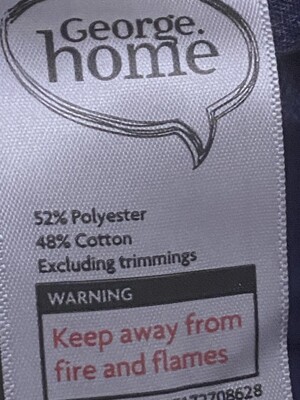 George.
home
52% Polyester
48% Cotton
Excluding trimmings
WARNING
Keep away from
fire and flames